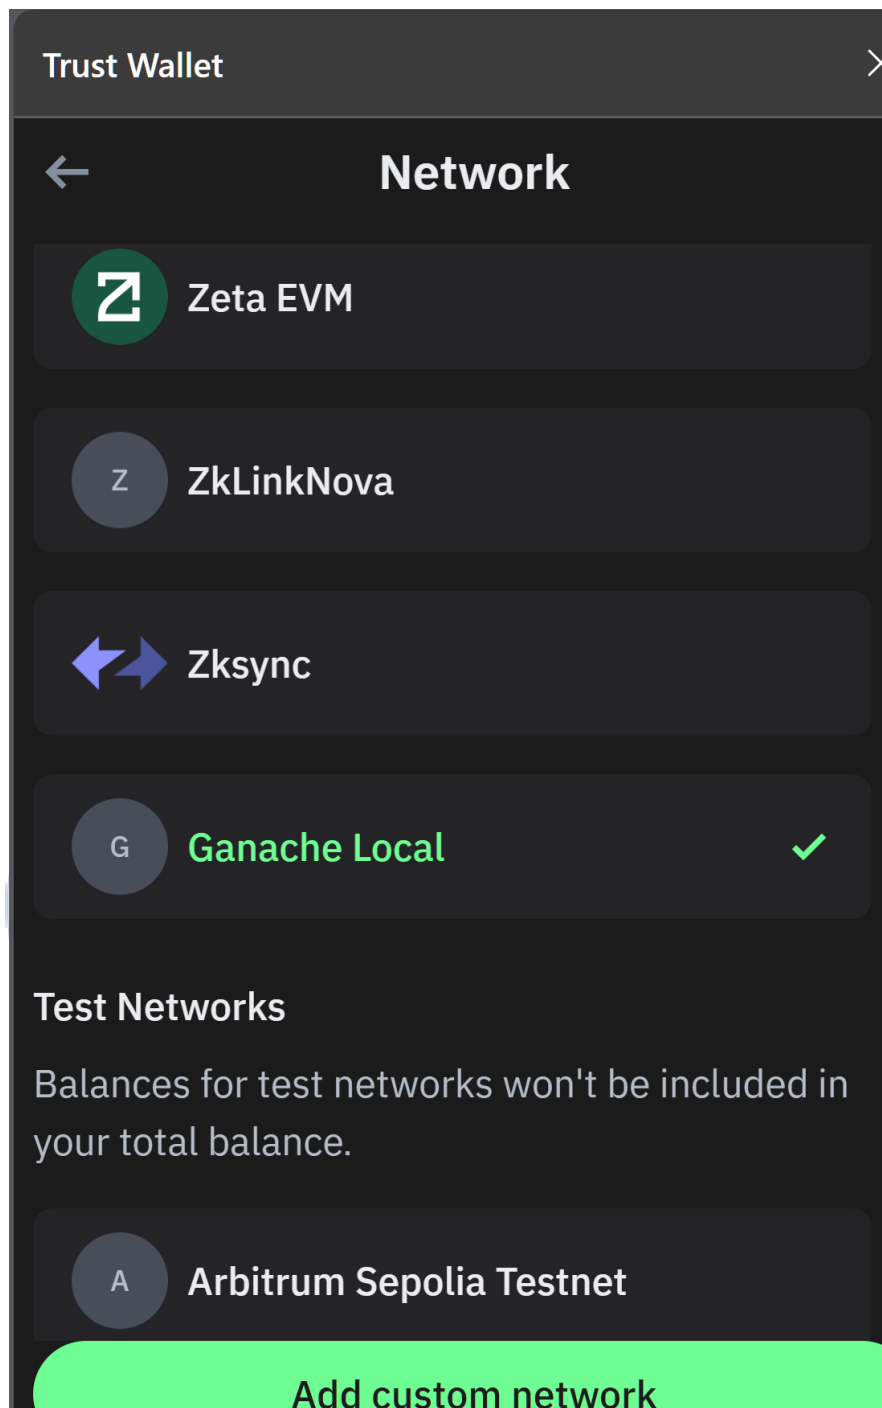 Trust Wallet
Network
Zeta EVM
Z
ZkLinkNova
Zksync
G
Ganache Local
Test Networks
Balances for test networks won't be included in
your total balance.
A
Arbitrum Sepolia Testnet
Add custom network